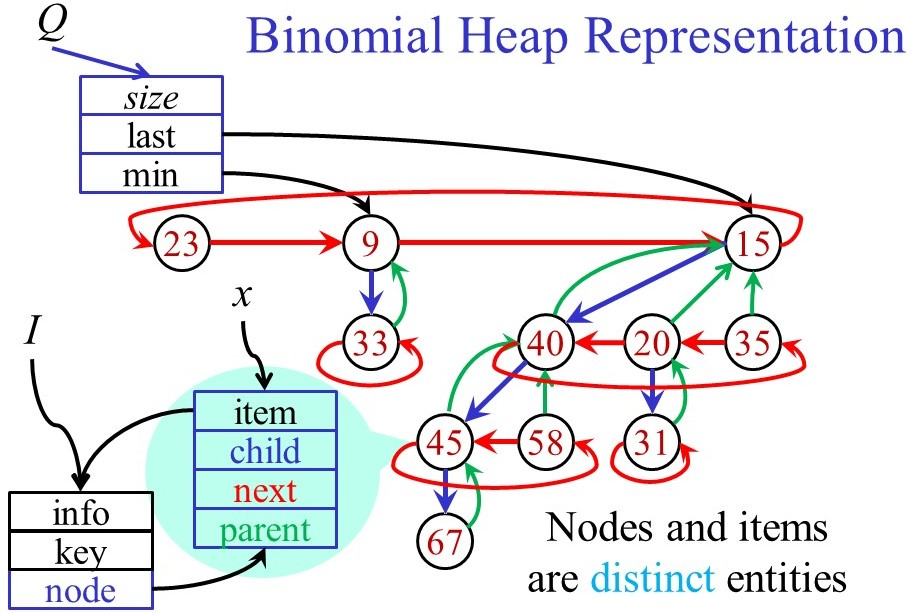 Q
Binomial Heap Representation
size
last
min
23 9 15
x
I
33 40 20 35
item
child
next
parent
45 58 31
info
key
node
67
Nodes and items
are distinct entities